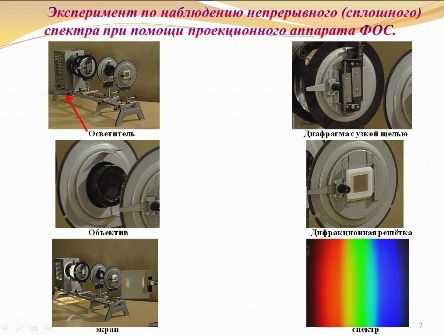 Эксперимент по наблюдению непрерывного (сплошного)
спектра при помощи проекционного аппарата ФОС.
Осветитель
Диафрагма с узкой щелью
Объектив
Дифракционная решётка
экран
спектр
7